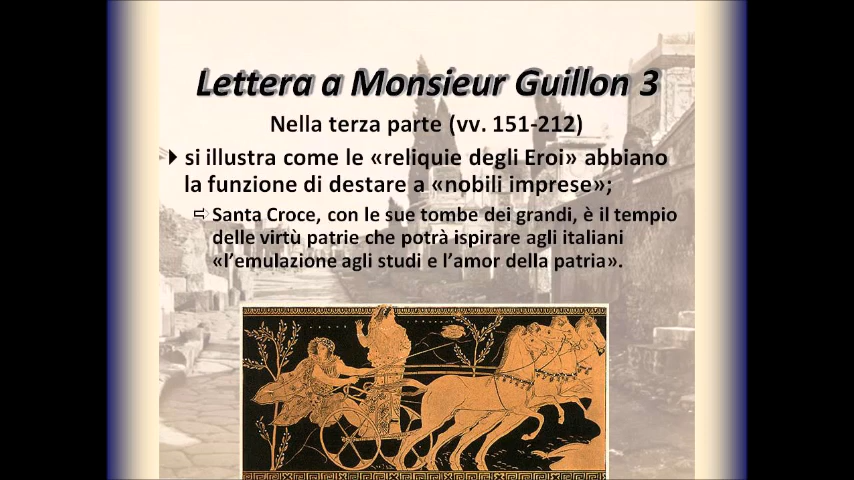 Lettera a Monsieur Guillon 3
Nella terza parte (vv. 151-212)
si illustra come le «reliquie degli Eroi» abbiano
la funzione di destare a «nobili imprese»;
Santa Croce, con le sue tombe dei grandi, è il tempio
delle virtù patrie che potrà ispirare agli italiani
«l’emulazione agli studi e l’amor della patria».